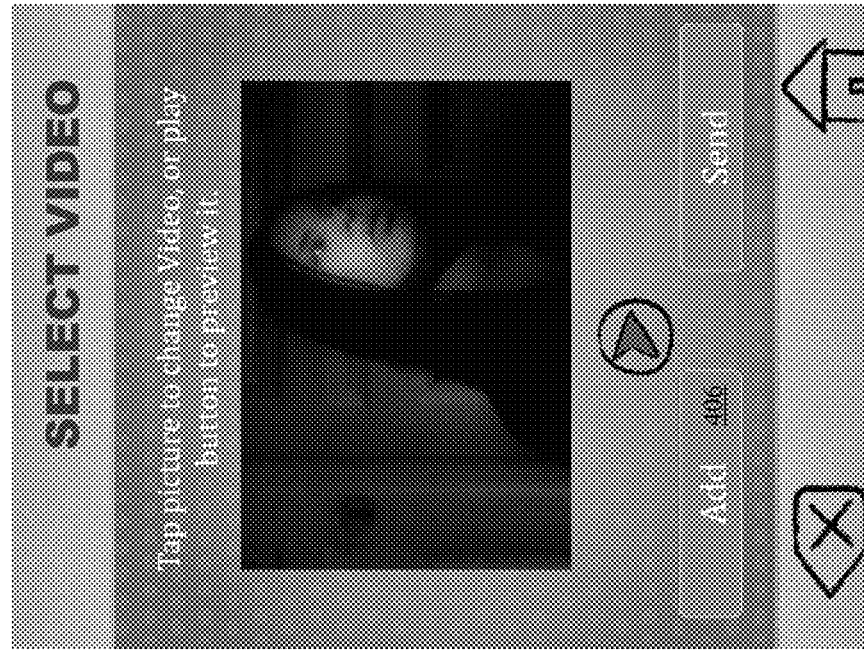 SELECT VIDEO
Tap picture to change Video, or play
button to preview it.
Add
406
Send